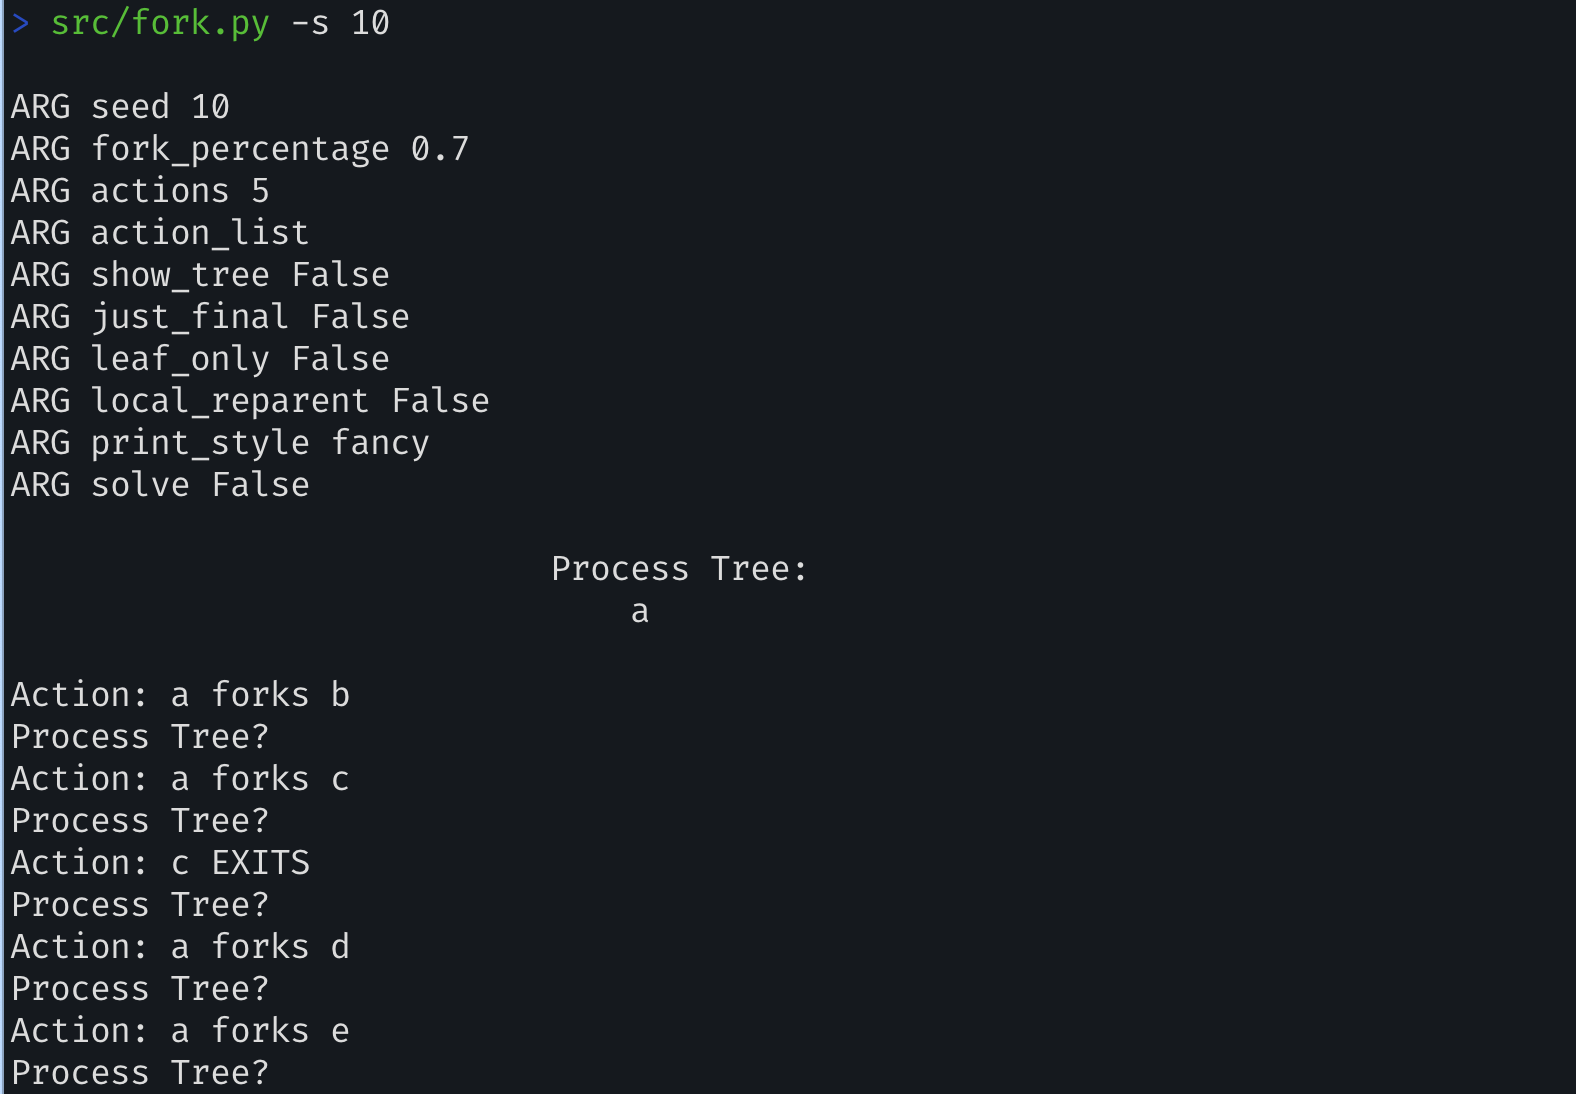 > src/fork.py -s 10
ARG seed 10
ARG fork_percentage 0.7
ARG actions 5
ARG action_list
ARG show_tree False
ARG just_final False
ARG leaf_only False
ARG local_reparent False
ARG print_style fancy
ARG solve False
Process Tree:
a
Action: a forks b
Process Tree?
Action: a forks c
Process Tree?
Action: c EXITS
Process Tree?
Action: a forks d
Process Tree?
Action: a forks e
Process Tree?